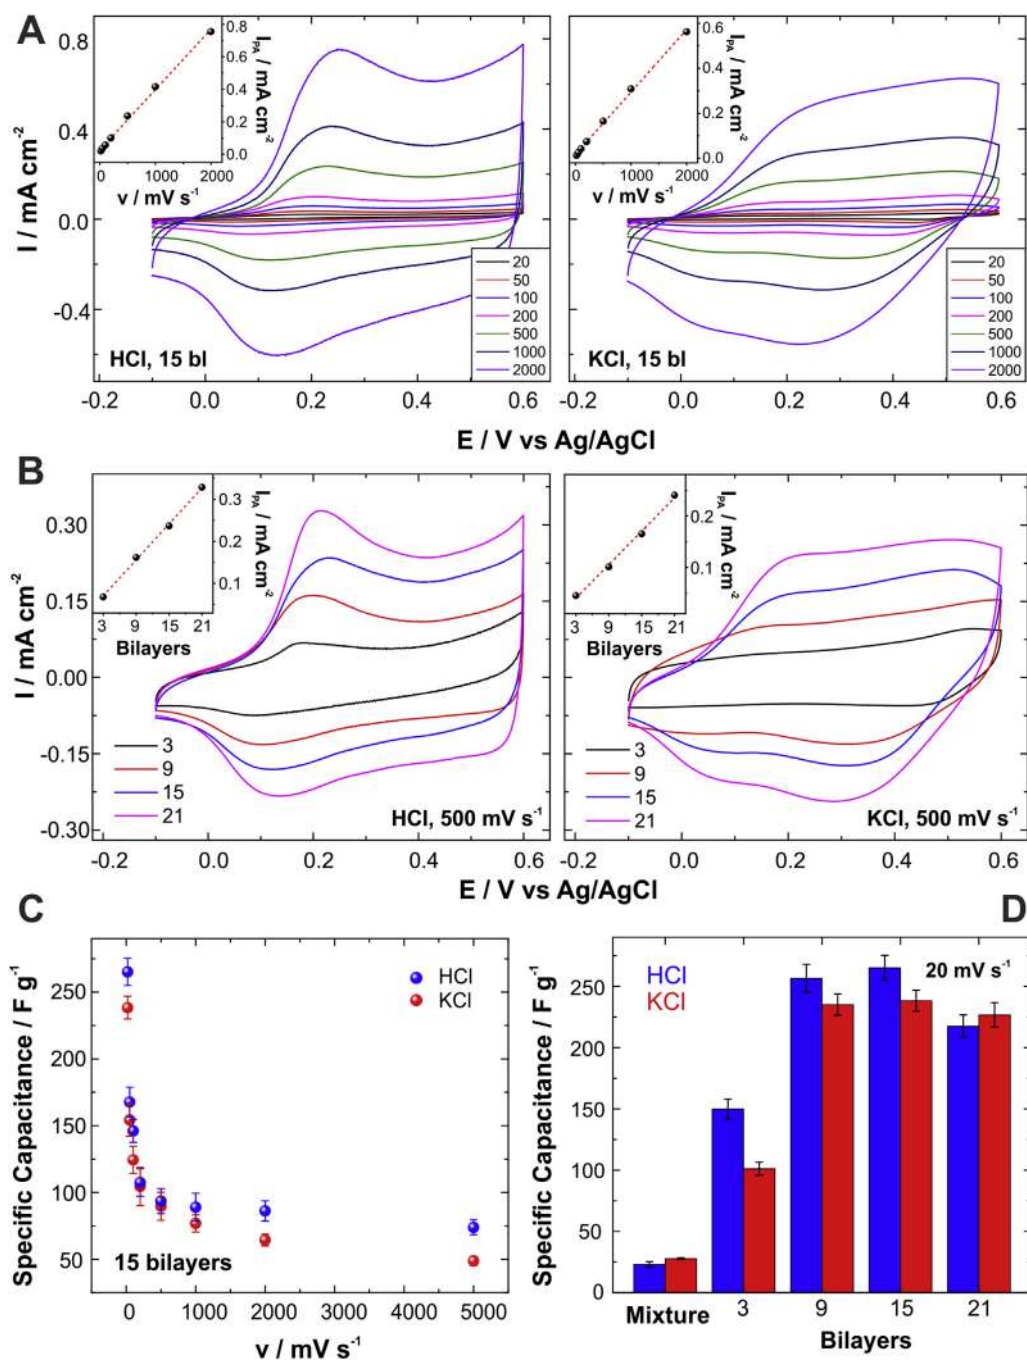 A
I / mA cm-2
0.8
0.4
0.0
-0.4
I PA / mA cm-2
0.8
0.6
0.4
0.2
0.0
0 1000 2000
v / mV s-1
HCl, 15 bl
20
50
100
200
500
1000
2000
-0.2 0.0 0.2 0.4 0.6
I PA / mA cm-2
0.6
0.4
0.2
0.0
0 1000 2000
v / mV s-1
KCl, 15 bl
20
50
100
200
500
1000
2000
-0.2 0.0 0.2 0.4 0.6
E / V vs Ag/AgCl
B
I / mA cm-2
0.30
0.15
0.00
-0.15
-0.30
I PA / mA cm-2
0.3
0.2
0.1
3 9 15 21
Bilayers
3
9
15
21
HCl, 500 mV s-1
-0.2 0.0 0.2 0.4 0.6
I PA / mA cm-2
0.2
0.1
3 9 15 21
Bilayers
3
9
15
21
KCl, 500 mV s-1
-0.2 0.0 0.2 0.4 0.6
E / V vs Ag/AgCl
C
Specific Capacitance / F g-1
250
200
150
100
50
HCl
KCl
15 bilayers
0 1000 2000 3000 4000 5000
v / mV s-1
D
Specific Capacitance / F g-1
250
200
150
100
50
0
HCl
KCl
20 mV s-1
Mixture 3 9 15 21
Bilayers